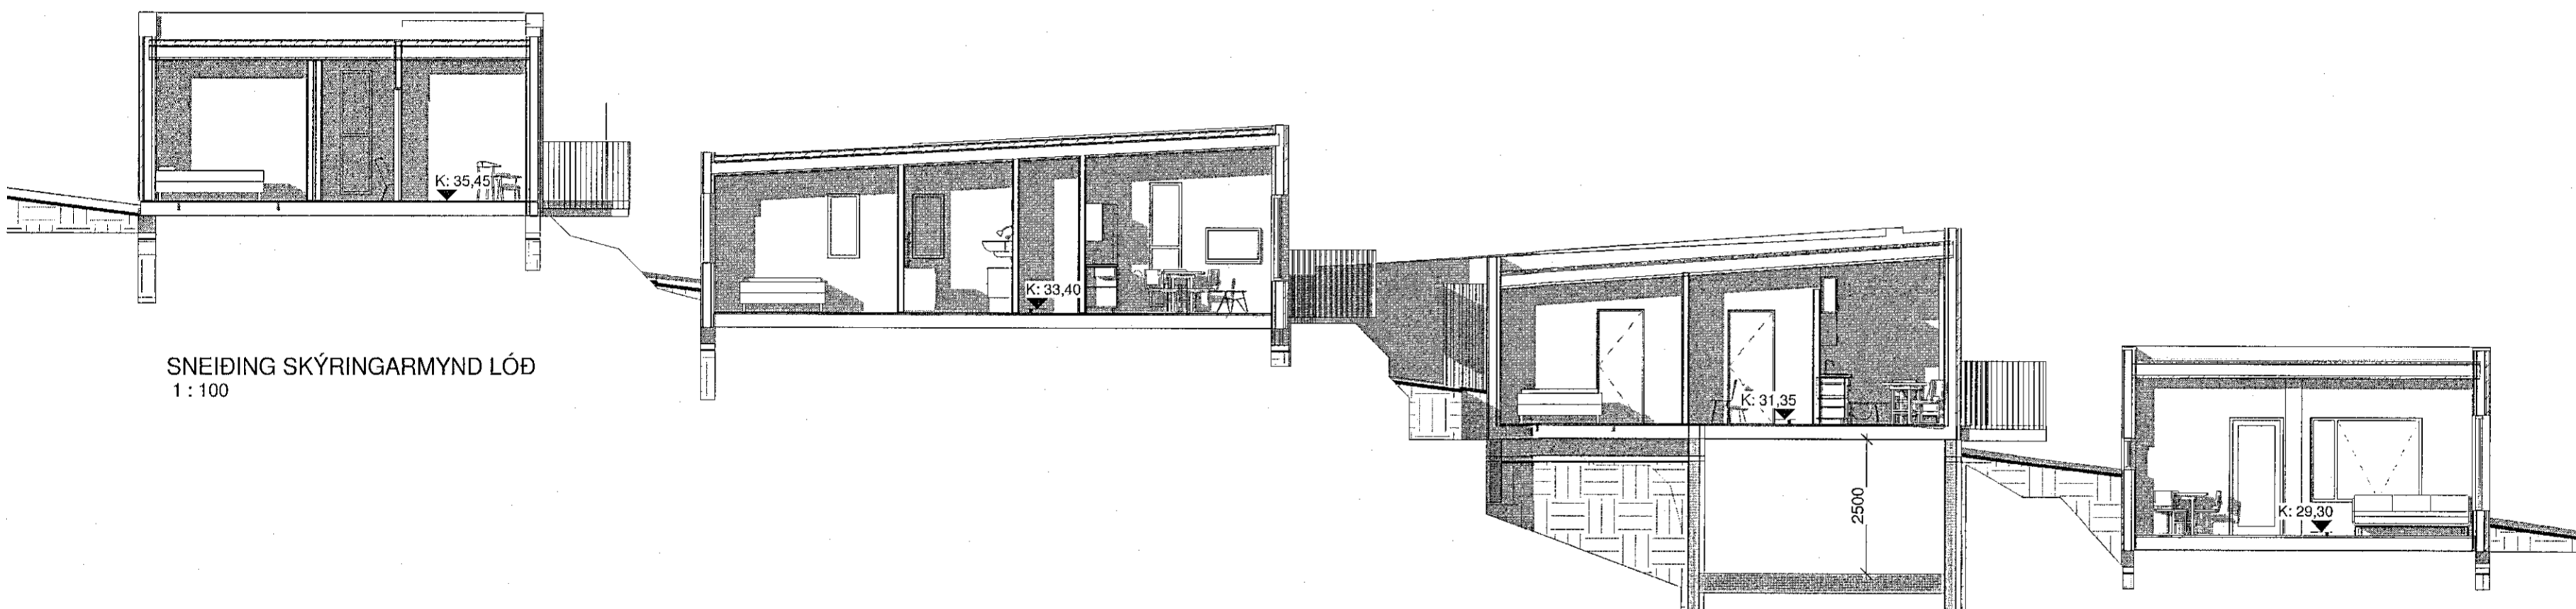 K: 35,45
K: 33,40
SNEIÐING SKÝRINGARMYND LÓÐ
1 : 100
K: 31,35
2500
K: 29,30